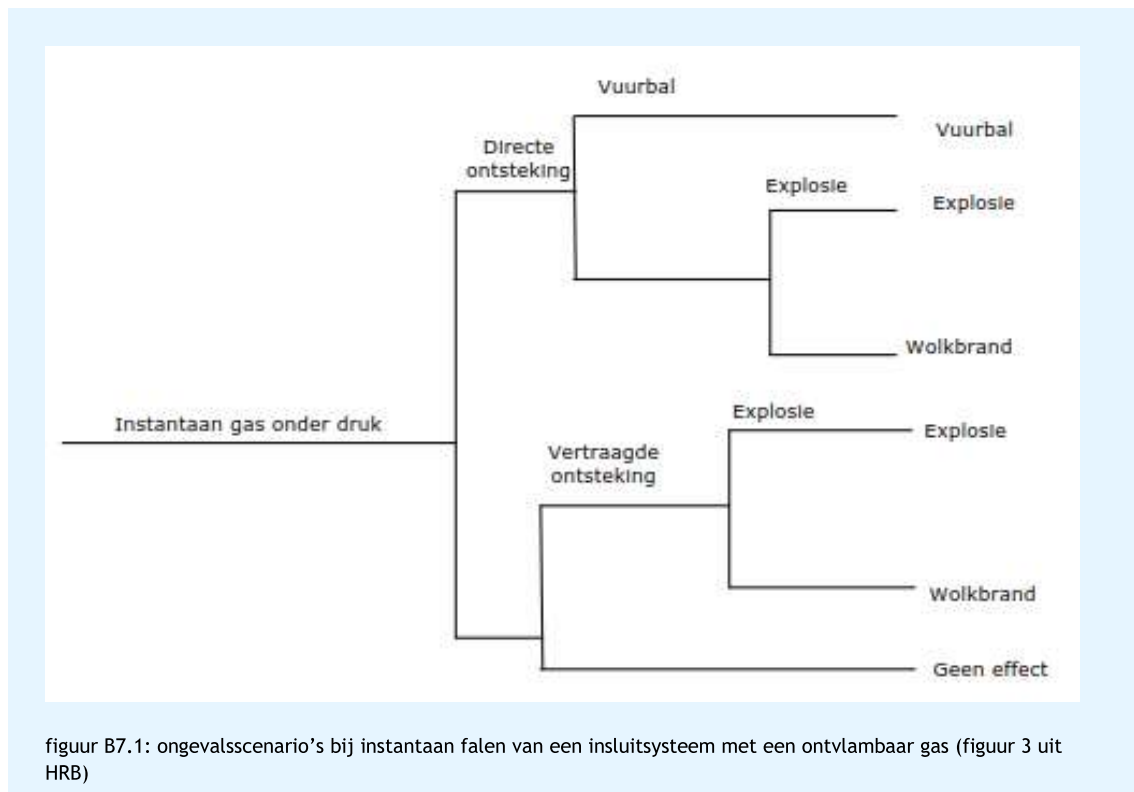 Vuurbal
Vuurbal
Directe
ontsteking
Explosie
Explosie
Wolkbrand
Explosie
Explosie
Instantaan gas onder druk
Vertraagde
ontsteking
Wolkbrand
Geen effect
figuur B7.1: ongevalsscenario's bij instantaan falen van een insluitsysteem met een ontvlambaar gas (figuur 3 uit
HRB)